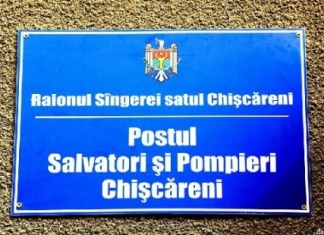 Raionul Sîngerei satul Chişcăreni
Postul
Salvatori şi Pompieri
Chişcăreni